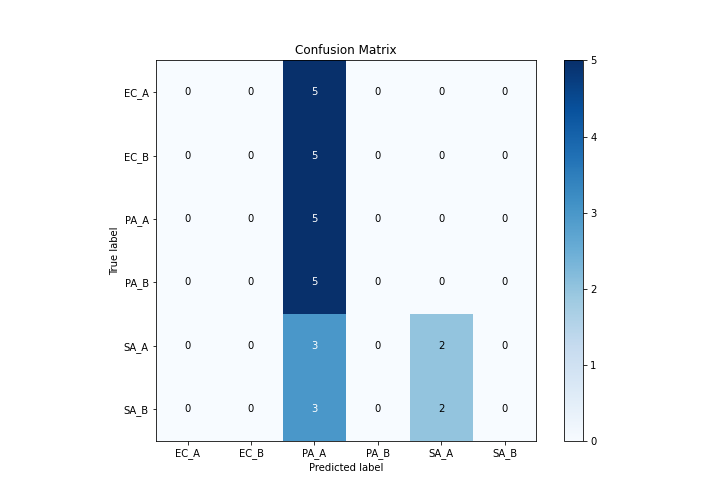 Confusion Matrix
True label
EC_A 0 0 5 0 0 0
EC_B 0 0 5 0 0 0
PA_A 0 0 5 0 0 0
PA_B 0 0 5 0 0 0
SA_A 0 0 3 0 2 0
SA_B 0 0 3 0 2 0
EC_A EC_B PA_A PA_B SA_A SA_B
Predicted label
5
4
3
2
1
0